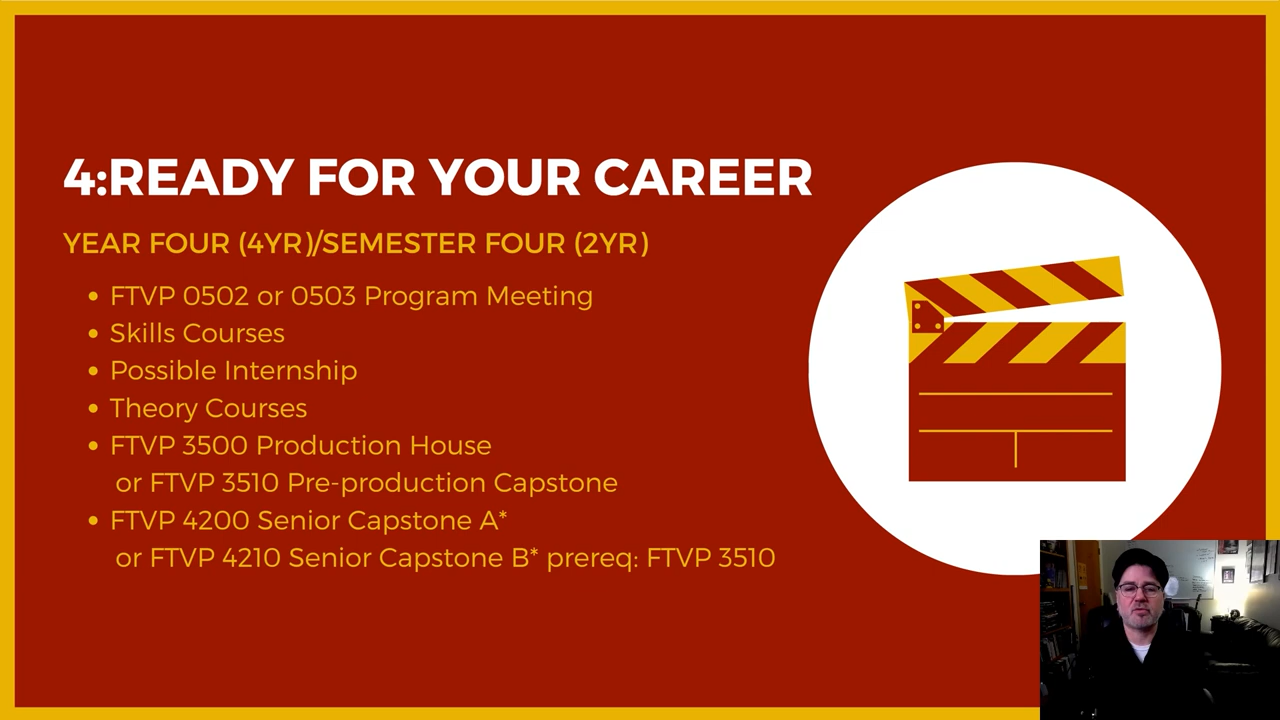 4:READY FOR YOUR CAREER
YEAR FOUR (4YR)/SEMESTER FOUR (2YR)
• FTVP 0502 or 0503 Program Meeting
• Skills Courses
• Possible Internship
• Theory Courses
• FTVP 3500 Production House
or FTVP 3510 Pre-production Capstone
• FTVP 4200 Senior Capstone A*
or FTVP 4210 Senior Capstone B* prereq: FTVP 3510